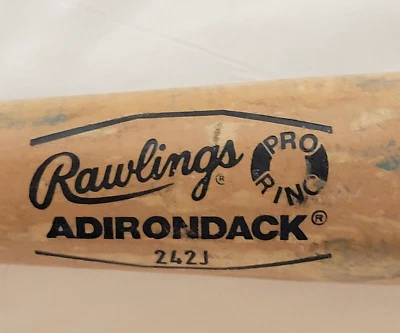 Rawlings®
PRO RING
ADIRONDACK®
242J